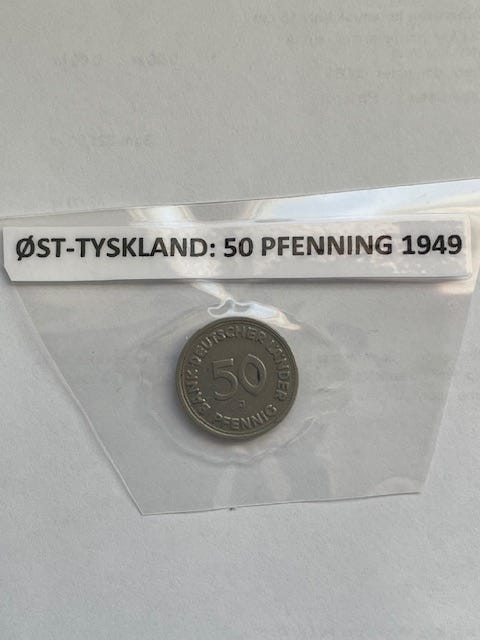 ØST-TYSKLAND: 50 PFENNING 1949
BANK DEUTSCHER LÄNDER
50
J
PFENNIG